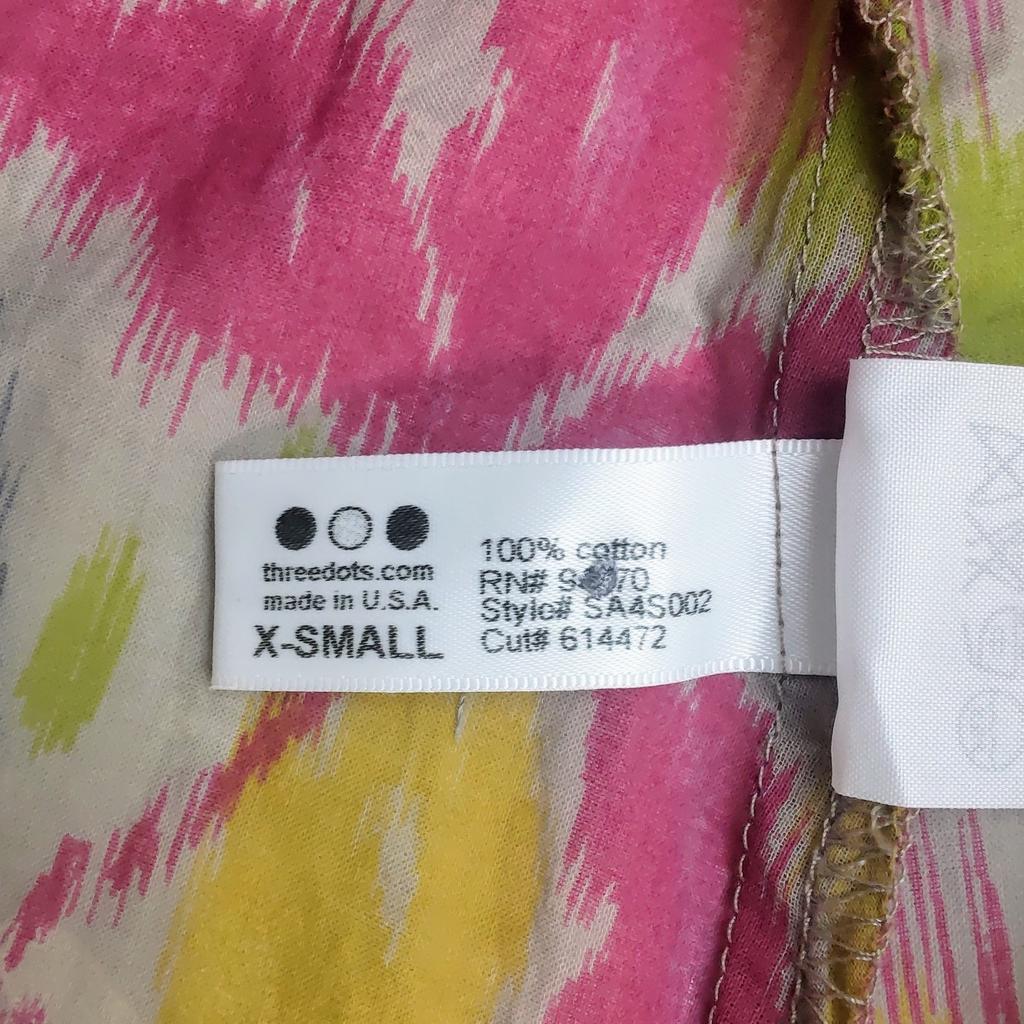 threedots.com
made in U.S.A.
X-SMALL
100% cotton
RN#
Style# SA4S002
Cut# 614472